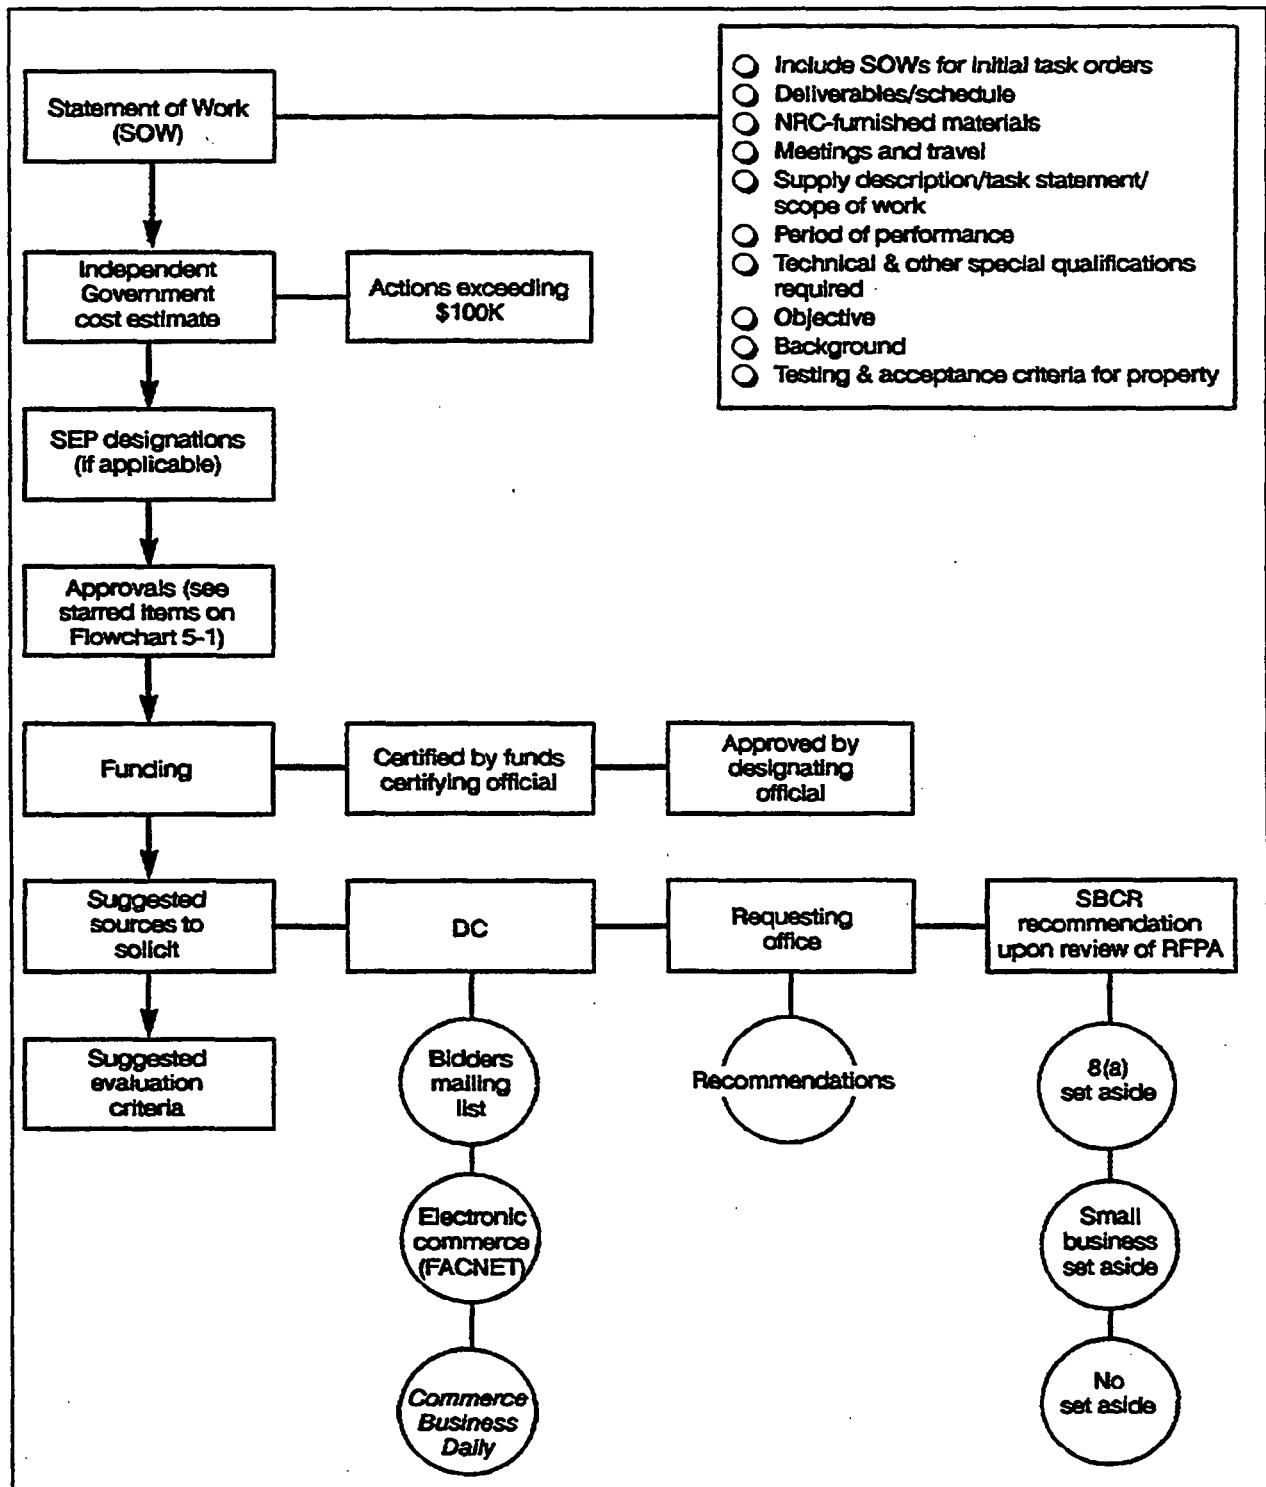 Statement of Work
(SOW)
Include SOWs for initial task orders
Deliverables/schedule
NRC-furnished materials
Meetings and travel
Supply description/task statement/
scope of work
Period of performance
Technical & other special qualifications
required
Objective
Background
Testing & acceptance criteria for property
Independent
Government
cost estimate
Actions exceeding
$100K
SEP designations
(if applicable)
Approvals (see
starred items on
Flowchart 5-1)
Funding
Certified by funds
certifying official
Approved by
designating
official
Suggested
sources to
solicit
DC
Requesting
office
SBCR
recommendation
upon review of RFPA
Suggested
evaluation
criteria
Bidders
mailing
list
Recommendations
8(a)
set aside
Electronic
commerce
(FACNET)
Small
business
set aside
Commerce
Business
Daily
No
set aside